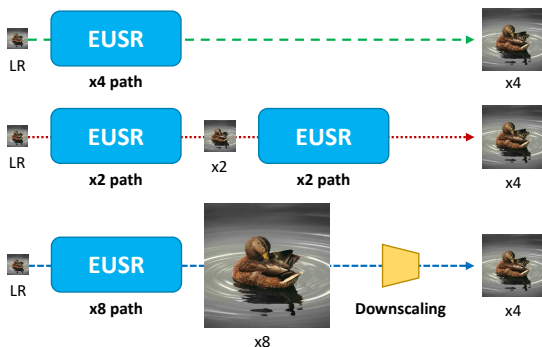 EUSR
LR
x4 path
x4
EUSR
EUSR
LR
x2
x2 path
x2 path
x4
EUSR
LR
x8 path
Downscaling
x4
x8